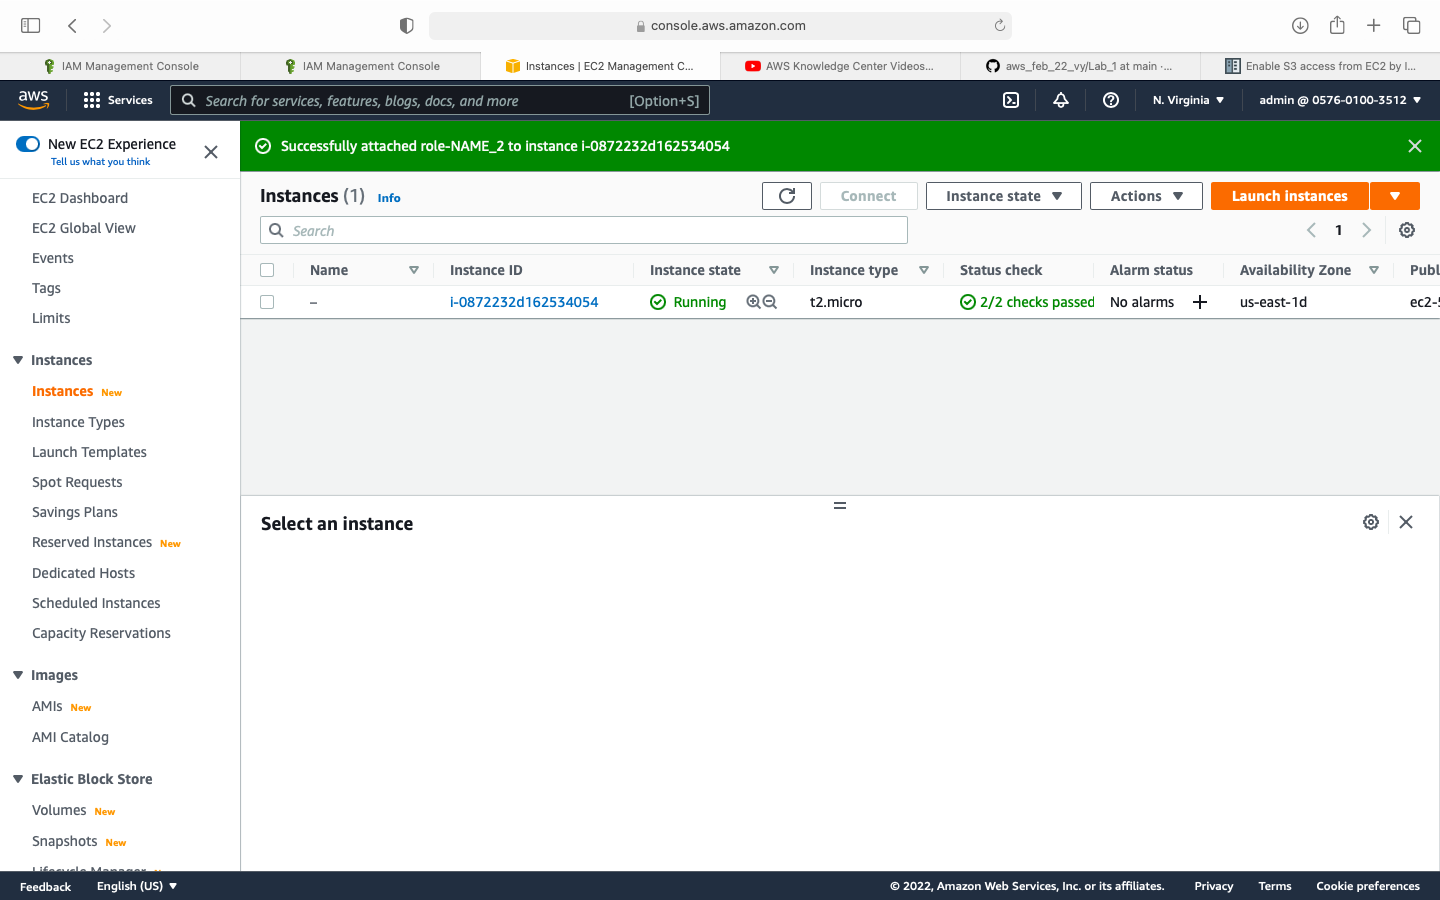 console.aws.amazon.com
IAM Management Console
IAM Management Console
Instances | EC2 Management C...
AWS Knowledge Center Videos...
aws_feb_22_vy/Lab_1 at main ·...
Enable S3 access from EC2 by I...
aws
Services
Search for services, features, blogs, docs, and more
[Option+S]
N. Virginia
admin @ 0576-0100-3512
New EC2 Experience
Tell us what you think
EC2 Dashboard
EC2 Global View
Events
Tags
Limits
Instances
Instances New
Instance Types
Launch Templates
Spot Requests
Savings Plans
Reserved Instances New
Dedicated Hosts
Scheduled Instances
Capacity Reservations
Images
AMIs New
AMI Catalog
Elastic Block Store
Volumes New
Snapshots New
Lifecycle Manager
Successfully attached role-NAME_2 to instance i-0872232d162534054
Instances (1) Info
Connect
Instance state
Actions
Launch instances
Search
1
Name Instance ID Instance state Instance type Status check Alarm status Availability Zone Publ
– i-0872232d162534054 Running t2.micro 2/2 checks passed No alarms + us-east-1d ec2-5
Select an instance
Feedback English (US) © 2022, Amazon Web Services, Inc. or its affiliates. Privacy Terms Cookie preferences